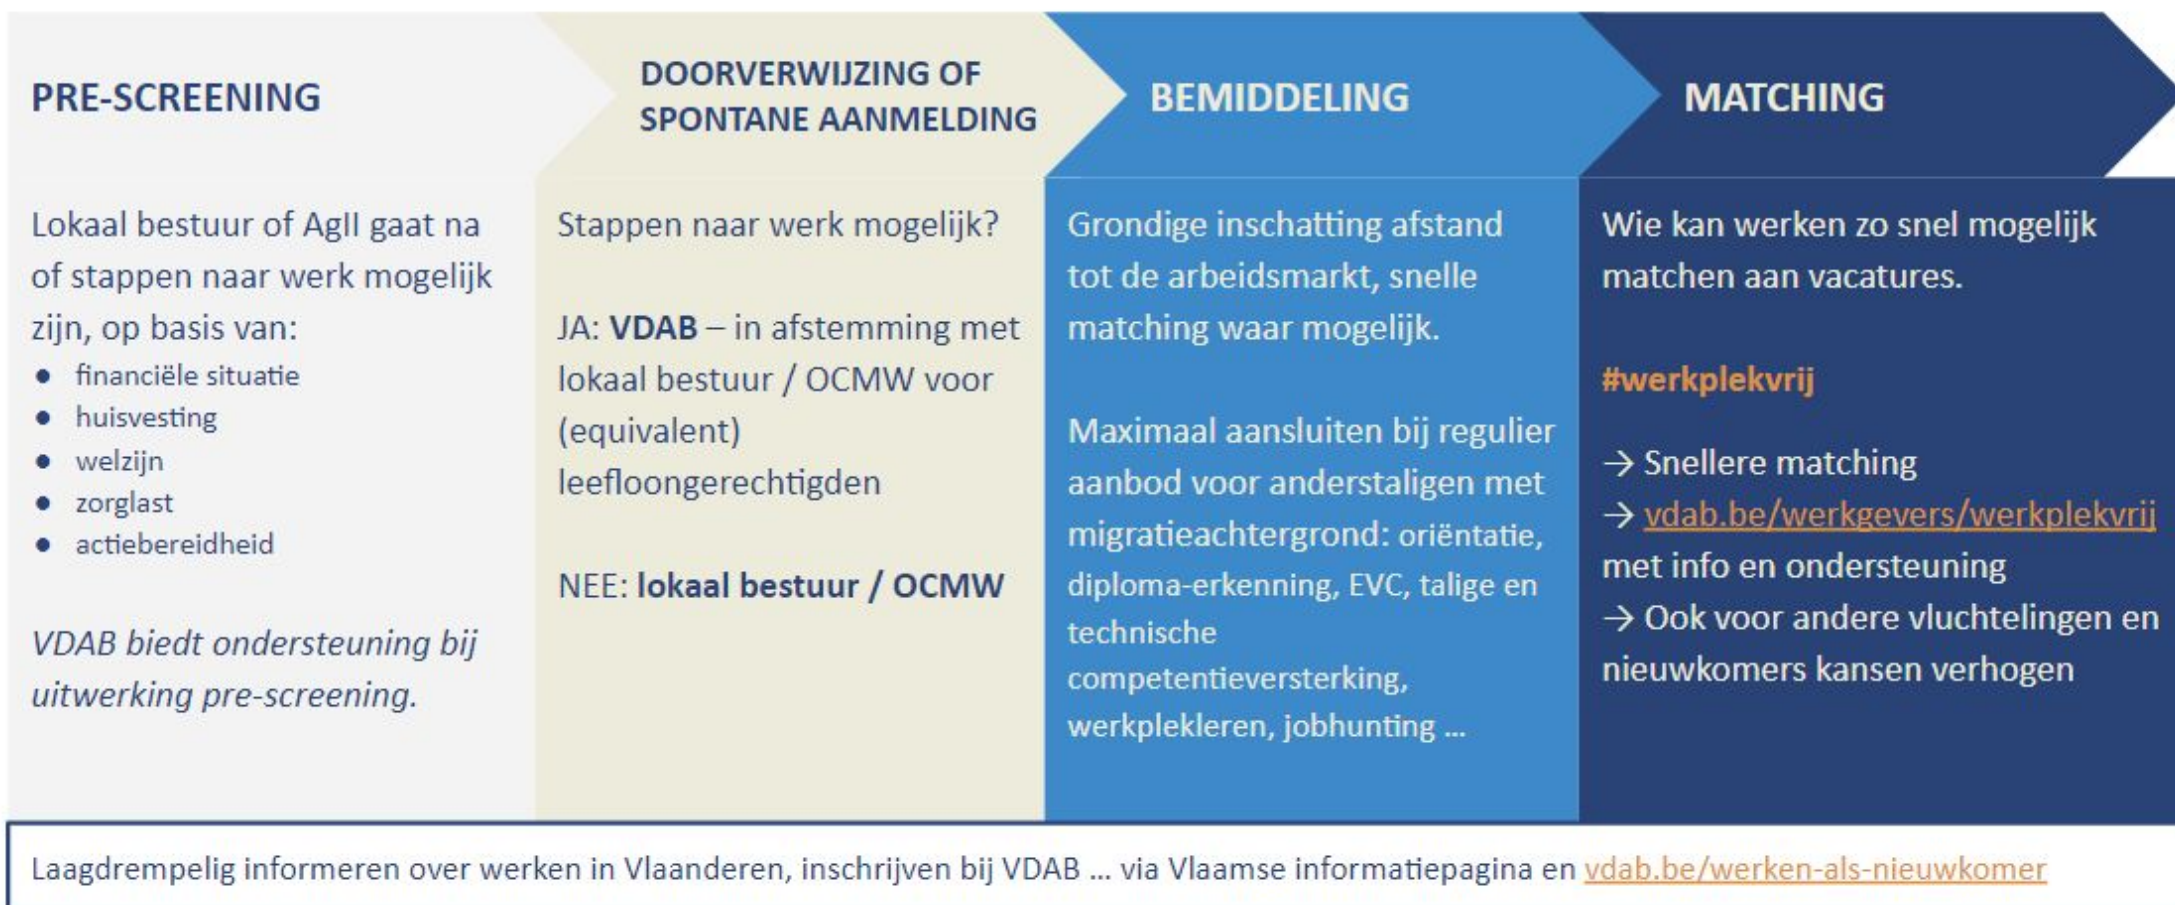 PRE-SCREENING
Lokaal bestuur of AgII gaat na
of stappen naar werk mogelijk
zijn, op basis van:
● financiële situatie
● huisvesting
● welzijn
● zorglast
● actiebereidheid
VDAB biedt ondersteuning bij
uitwerking pre-screening.
DOORVERWIJZING OF
SPONTANE AANMELDING
Stappen naar werk mogelijk?
JA: VDAB – in afstemming met
lokaal bestuur / OCMW voor
(equivalent)
leefloongerechtigden
NEE: lokaal bestuur / OCMW
BEMIDDELING
Grondige inschatting afstand
tot de arbeidsmarkt, snelle
matching waar mogelijk.
Maximaal aansluiten bij regulier
aanbod voor anderstaligen met
migratieachtergrond: oriëntatie,
diploma-erkenning, EVC, talige en
technische
competentieversterking,
werkplekleren, jobhunting ...
MATCHING
Wie kan werken zo snel mogelijk
matchen aan vacatures.
#werkplekvrij
→ Snellere matching
→ vdab.be/werkgevers/werkplekvrij
met info en ondersteuning
→ Ook voor andere vluchtelingen en
nieuwkomers kansen verhogen
Laagdrempelig informeren over werken in Vlaanderen, inschrijven bij VDAB ... via Vlaamse informatiepagina en vdab.be/werken-als-nieuwkomer